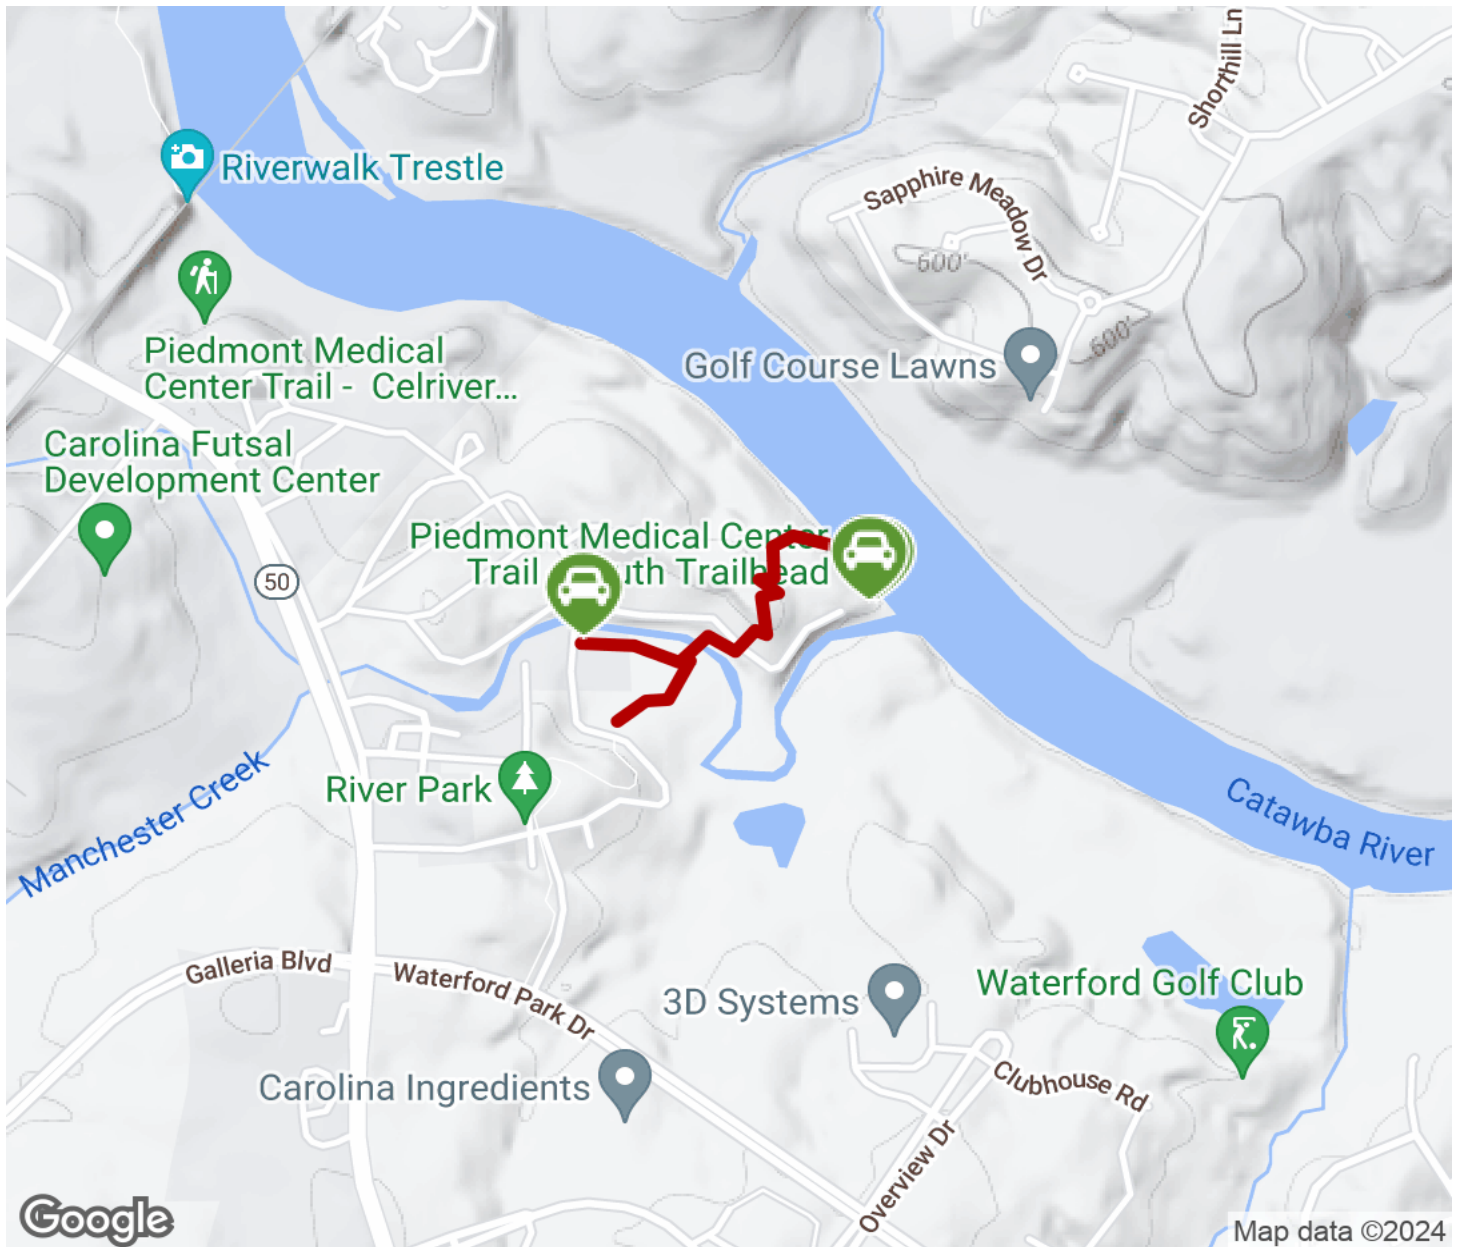 Shorthill Ln
Riverwalk Trestle
Sapphire Meadow Dr
600'
600'
Piedmont Medical
Center Trail - Celriver...
Golf Course Lawns
Carolina Futsal
Development Center
Piedmont Medical Center
Trail uth Trailhead
50
River Park
Manchester Creek
Catawba River
Galleria Blvd
Waterford Park Dr
3D Systems
Waterford Golf Club
Carolina Ingredients
Clubhouse Rd
Overview Dr
Google
Map data ©2024